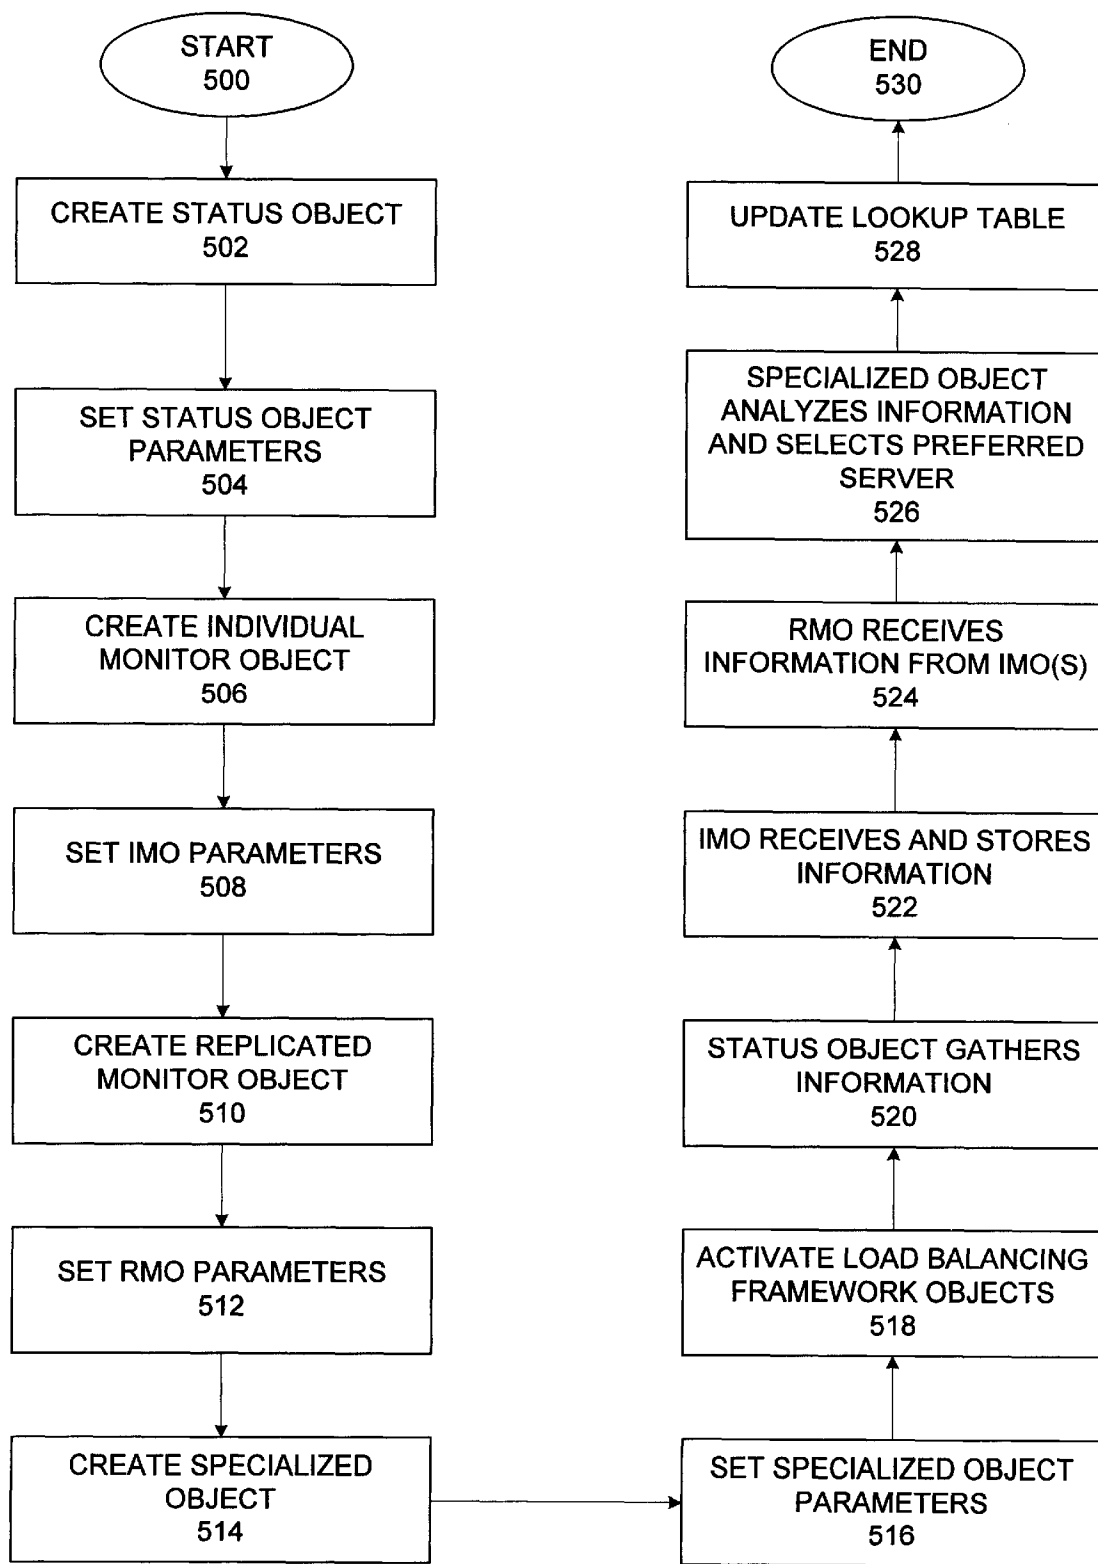 START
500
CREATE STATUS OBJECT
502
SET STATUS OBJECT
PARAMETERS
504
CREATE INDIVIDUAL
MONITOR OBJECT
506
SET IMO PARAMETERS
508
CREATE REPLICATED
MONITOR OBJECT
510
SET RMO PARAMETERS
512
CREATE SPECIALIZED
OBJECT
514
SET SPECIALIZED OBJECT
PARAMETERS
516
ACTIVATE LOAD BALANCING
FRAMEWORK OBJECTS
518
STATUS OBJECT GATHERS
INFORMATION
520
IMO RECEIVES AND STORES
INFORMATION
522
RMO RECEIVES
INFORMATION FROM IMO(S)
524
SPECIALIZED OBJECT
ANALYZES INFORMATION
AND SELECTS PREFERRED
SERVER
526
UPDATE LOOKUP TABLE
528
END
530